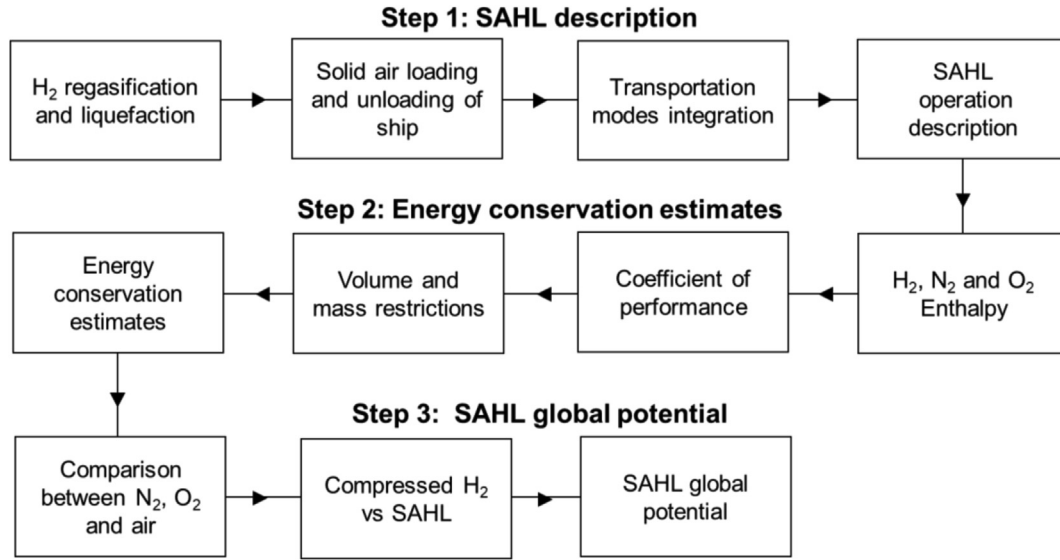 Step 1: SAHL description
H₂ regasification
and liquefaction
Solid air loading
and unloading of
ship
Transportation
modes integration
SAHL
operation
description
Step 2: Energy conservation estimates
Energy
conservation
estimates
Volume and
mass restrictions
Coefficient of
performance
H₂, N₂ and O₂
Enthalpy
Step 3:  SAHL global potential
Comparison
between N₂, O₂
and air
Compressed H₂
vs SAHL
SAHL global
potential